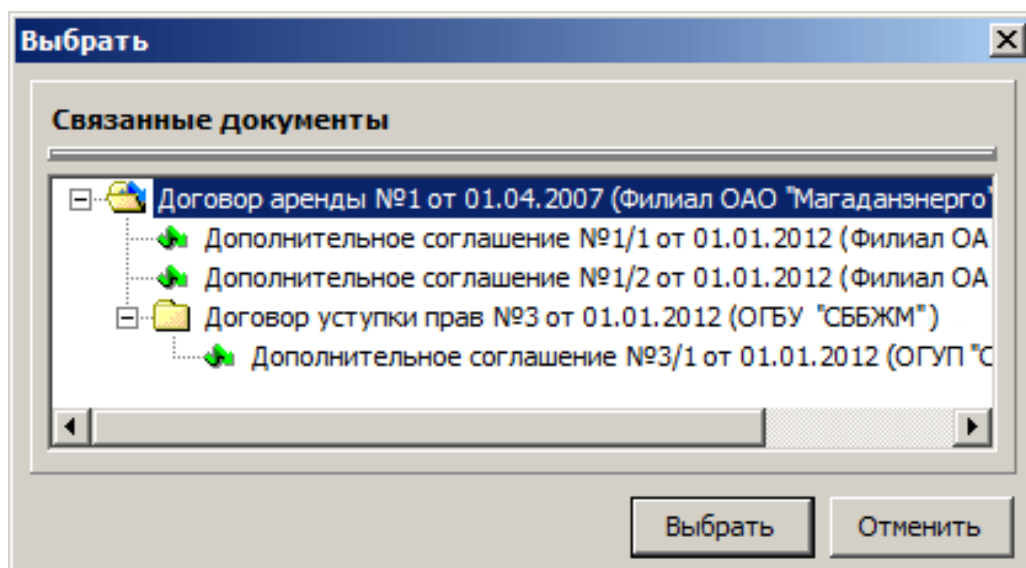 Выбрать
Связанные документы
Договор аренды №1 от 01.04.2007 (Филиал ОАО "Магаданэнерго"
Дополнительное соглашение №1/1 от 01.01.2012 (Филиал ОА
Дополнительное соглашение №1/2 от 01.01.2012 (Филиал ОА
Договор уступки прав №3 от 01.01.2012 (ОГБУ "СББЖМ")
Дополнительное соглашение №3/1 от 01.01.2012 (ОГУП "С
Выбрать Отменить